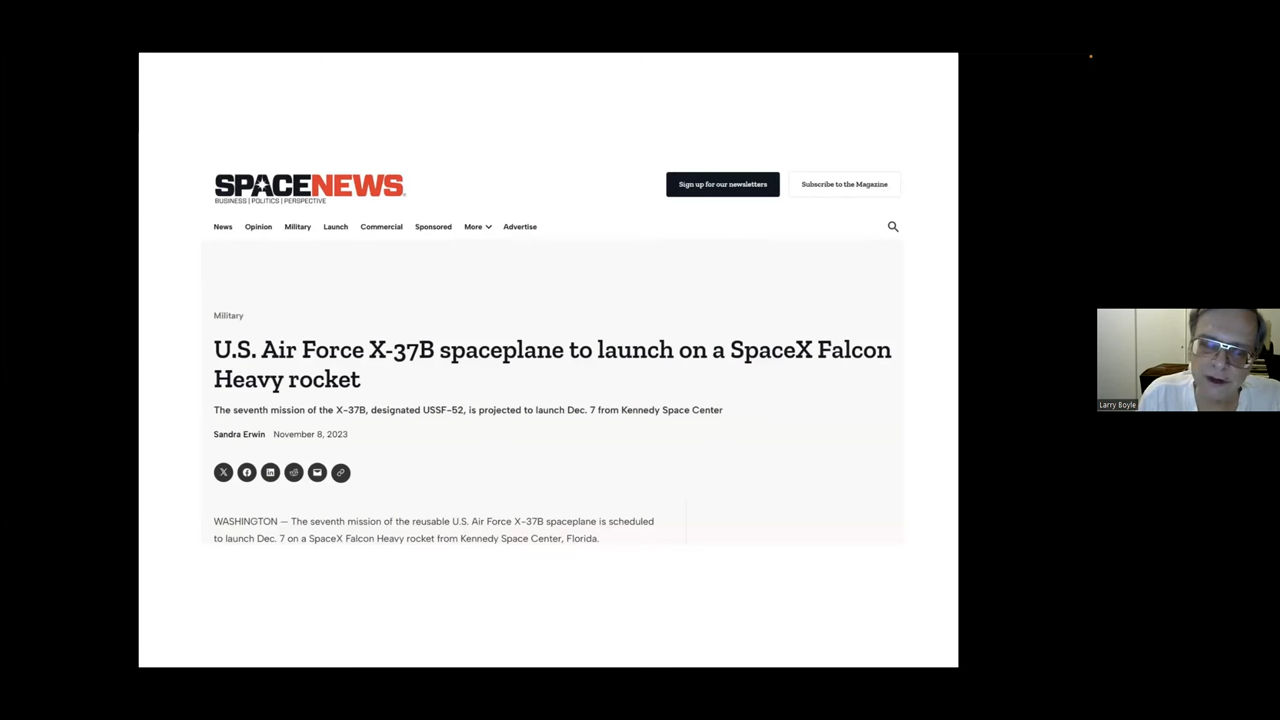 SPACENEWS
BUSINESS | POLITICS | PERSPECTIVE
Sign up for our newsletters
Subscribe to the Magazine
News Opinion Military Launch Commercial Sponsored More Advertise
Military
U.S. Air Force X-37B spaceplane to launch on a SpaceX Falcon
Heavy rocket
The seventh mission of the X-37B, designated USSF-52, is projected to launch Dec. 7 from Kennedy Space Center
Sandra Erwin November 8, 2023
WASHINGTON — The seventh mission of the reusable U.S. Air Force X-37B spaceplane is scheduled
to launch Dec. 7 on a SpaceX Falcon Heavy rocket from Kennedy Space Center, Florida.
Larry Boyle